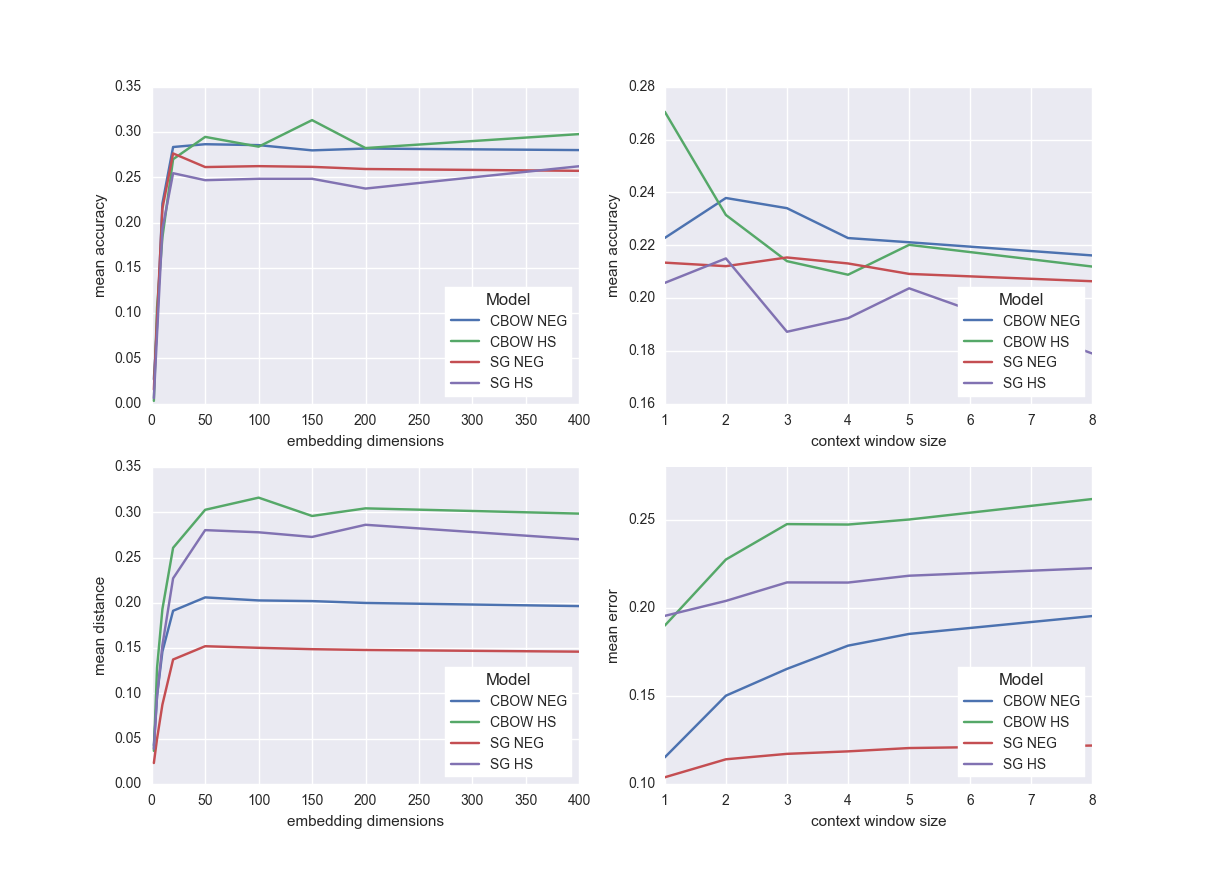 0.35
0.30
0.25
0.20
0.15
0.10
0.05
0.00
mean accuracy
0 50 100 150 200 250 300 350 400
embedding dimensions
Model
CBOW NEG
CBOW HS
SG NEG
SG HS
0.28
0.26
0.24
0.22
0.20
0.18
0.16
mean accuracy
1 2 3 4 5 6 7 8
context window size
Model
CBOW NEG
CBOW HS
SG NEG
SG HS
0.35
0.30
0.25
0.20
0.15
0.10
0.05
0.00
mean distance
0 50 100 150 200 250 300 350 400
embedding dimensions
Model
CBOW NEG
CBOW HS
SG NEG
SG HS
0.25
0.20
0.15
0.10
mean error
1 2 3 4 5 6 7 8
context window size
Model
CBOW NEG
CBOW HS
SG NEG
SG HS